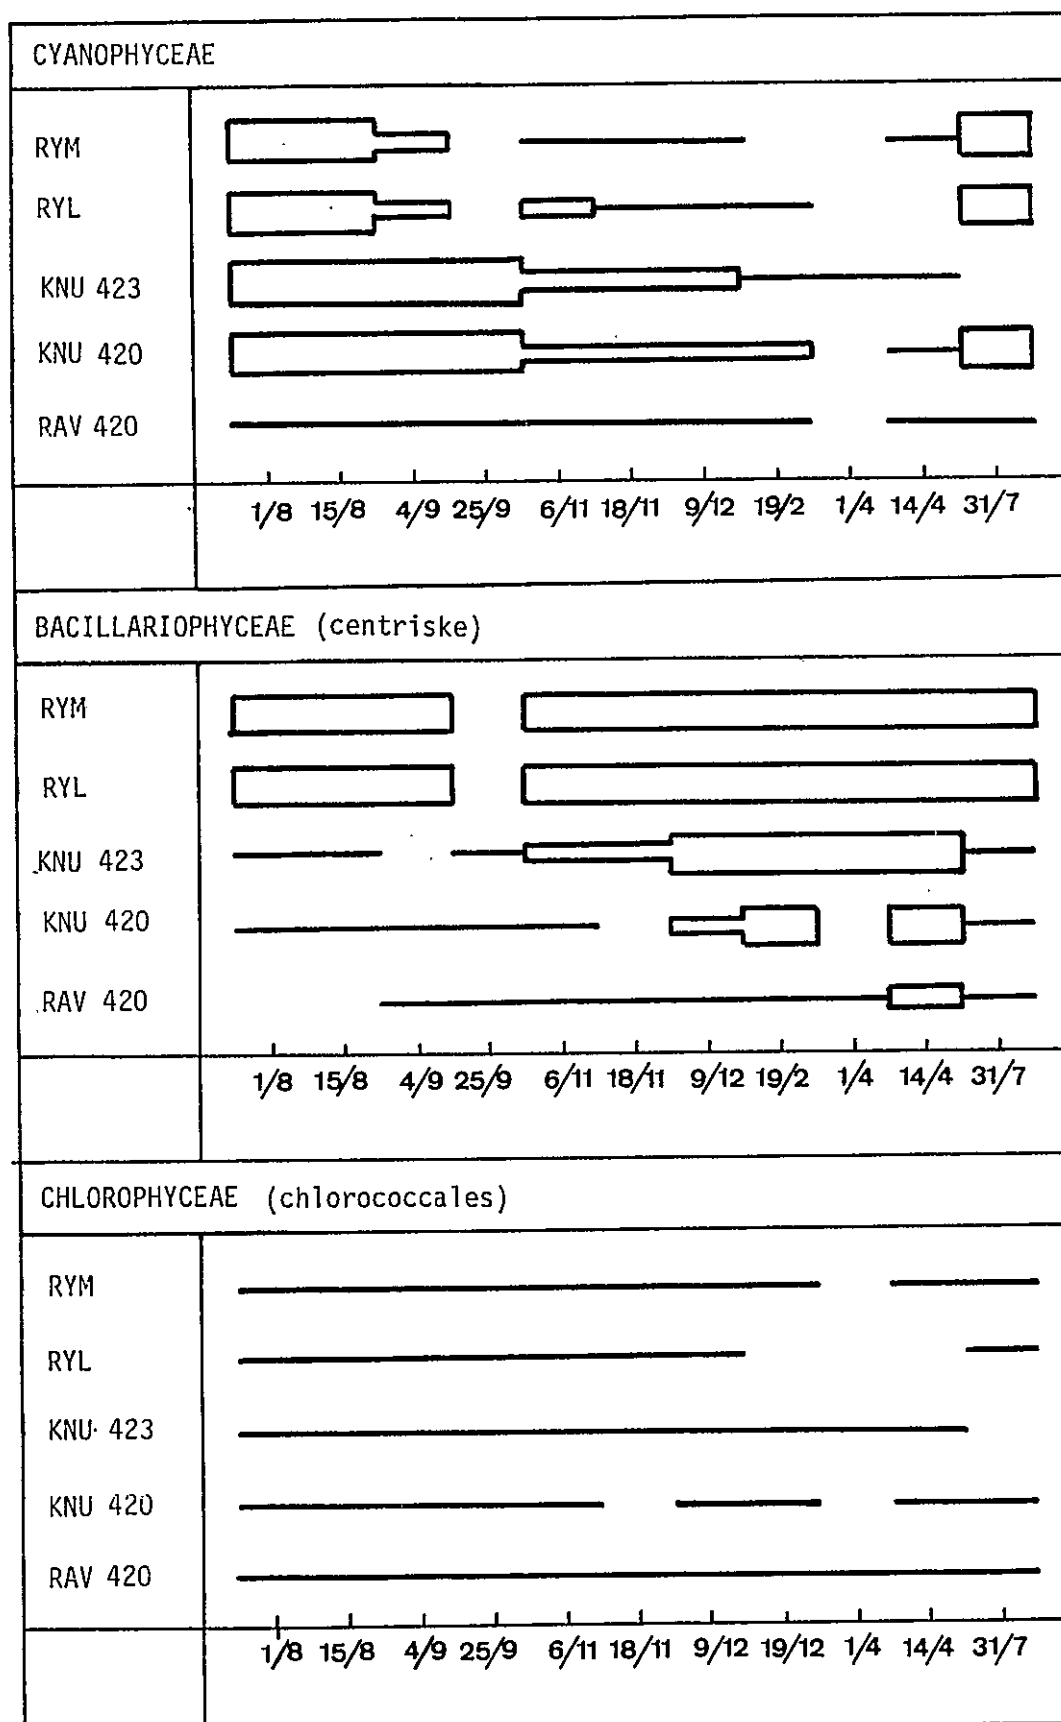 CYANOPHYCEAE
RYM
RYL
KNU 423
KNU 420
RAV 420
1/8 15/8 4/9 25/9 6/11 18/11 9/12 19/2 1/4 14/4 31/7
BACILLARIOPHYCEAE (centriske)
RYM
RYL
KNU 423
KNU 420
RAV 420
1/8 15/8 4/9 25/9 6/11 18/11 9/12 19/2 1/4 14/4 31/7
CHLOROPHYCEAE (chlorococcales)
RYM
RYL
KNU 423
KNU 420
RAV 420
1/8 15/8 4/9 25/9 6/11 18/11 9/12 19/12 1/4 14/4 31/7